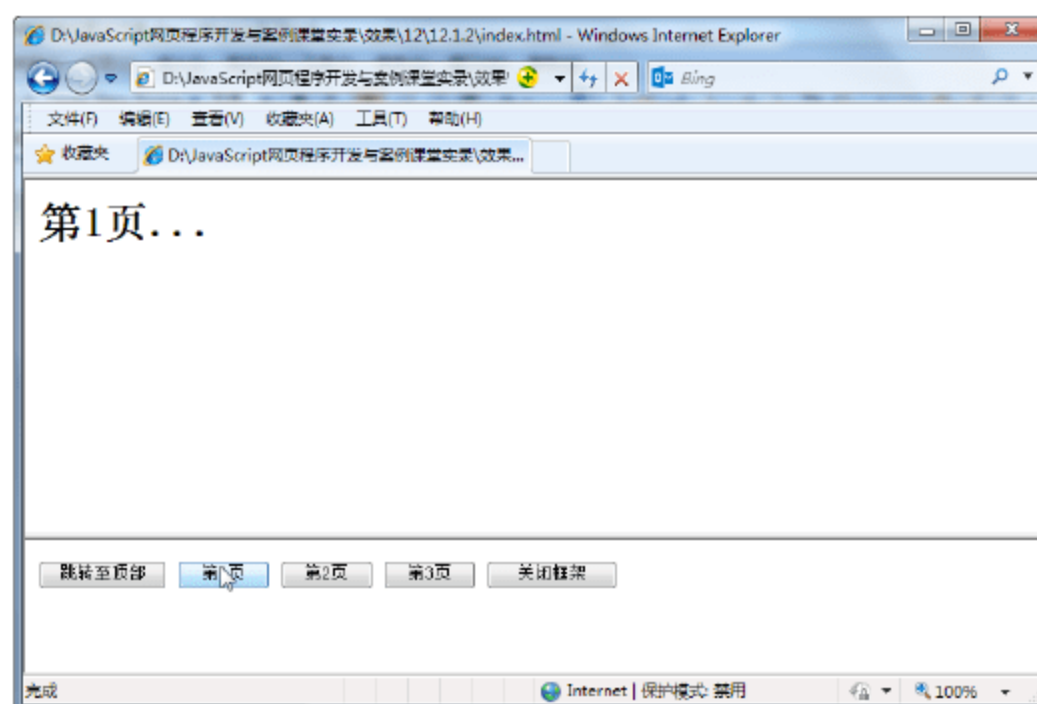 D:\JavaScript网页程序开发与案例课堂实录\效果\12\12.1.2\index.html - Windows Internet Explorer
D:\JavaScript网页程序开发与案例课堂实录\效果 Bing
文件(F) 编辑(E) 查看(V) 收藏夹(A) 工具(T) 帮助(H)
收藏夹 D:\JavaScript网页程序开发与案例课堂实录\效果...
第1页...
跳转至顶部 第页 第2页 第3页 关闭框架
完成 Internet | 保护模式: 禁用 100%